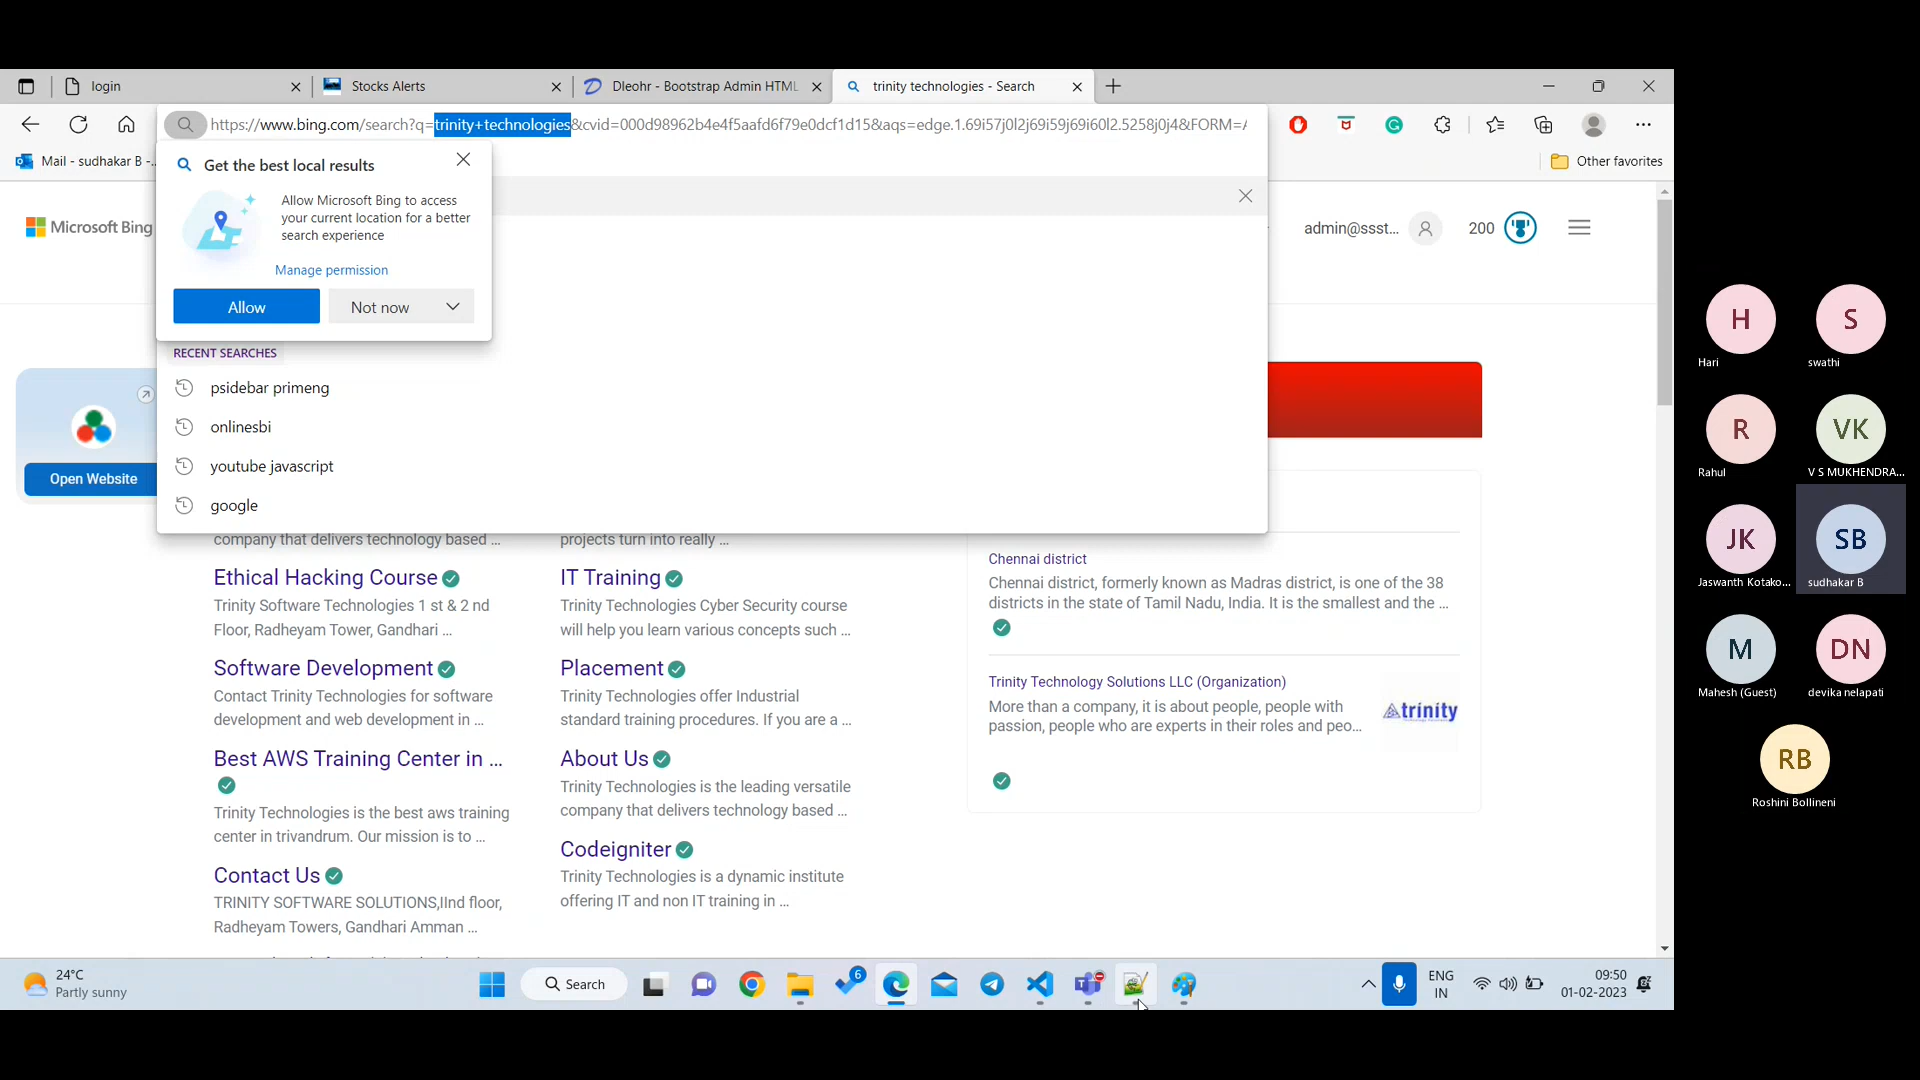 login
Stocks Alerts
Dleohr - Bootstrap Admin HTML
trinity technologies - Search
https://www.bing.com/search?q=trinity+technologies&cvid=000d98962b4e4f5aafd6f79e0dcf1d15&aqs=edge.1.69i57j0l2j69i59j69i60l2.5258j0j4&FORM=
Mail - sudhakar B -...
Other favorites
Get the best local results
Allow Microsoft Bing to access
your current location for a better
search experience
Manage permission
Allow
Not now
Microsoft Bing
admin@ssst...
200
RECENT SEARCHES
psidebar primeng
onlinesbi
youtube javascript
google
Open Website
company that delivers technology based ...
Ethical Hacking Course
Trinity Software Technologies 1 st & 2 nd
Floor, Radheyam Tower, Gandhari ...
Software Development
Contact Trinity Technologies for software
development and web development in ...
Best AWS Training Center in ...
Trinity Technologies is the best aws training
center in trivandrum. Our mission is to ...
Contact Us
TRINITY SOFTWARE SOLUTIONS,IInd floor,
Radheyam Towers, Gandhari Amman ...
projects turn into really ...
IT Training
Trinity Technologies Cyber Security course
will help you learn various concepts such ...
Placement
Trinity Technologies offer Industrial
standard training procedures. If you are a ...
About Us
Trinity Technologies is the leading versatile
company that delivers technology based ...
Codeigniter
Trinity Technologies is a dynamic institute
offering IT and non IT training in ...
Chennai district
Chennai district, formerly known as Madras district, is one of the 38
districts in the state of Tamil Nadu, India. It is the smallest and the ...
Trinity Technology Solutions LLC (Organization)
More than a company, it is about people, people with
passion, people who are experts in their roles and peo...
trinity
24°C
Partly sunny
Search
6
ENG
IN
09:50
01-02-2023
H
Hari
S
swathi
R
Rahul
VK
V S MUKHENDRA...
JK
Jaswanth Kotako...
SB
sudhakar B
M
Mahesh (Guest)
DN
devika nelapati
RB
Roshini Bollineni